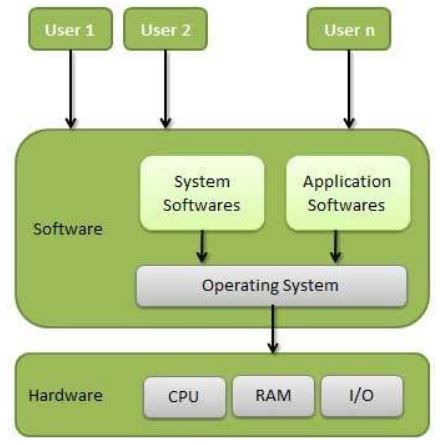 User 1
User 2
User n
System
Softwares
Application
Softwares
Software
Operating System
Hardware
CPU
RAM
I/O